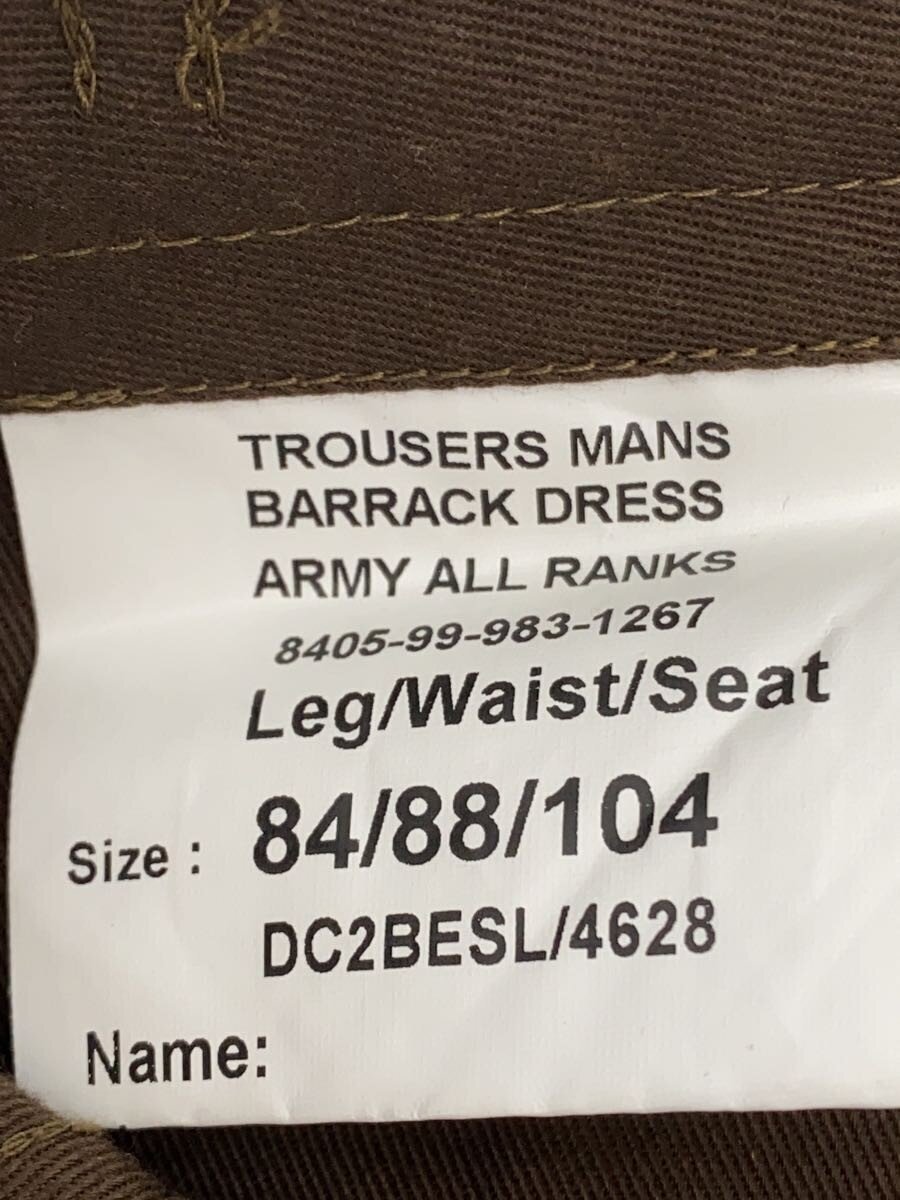 TROUSERS MANS
BARRACK DRESS
ARMY ALL RANKS
8405-99-983-1267
Leg/Waist/Seat
Size : 84/88/104
DC2BESL/4628
Name: